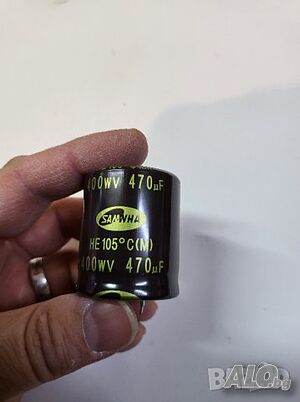 400WV 470µF
SAMWHA
HE 105°C(M)
400WV 470µF
BALO.bg